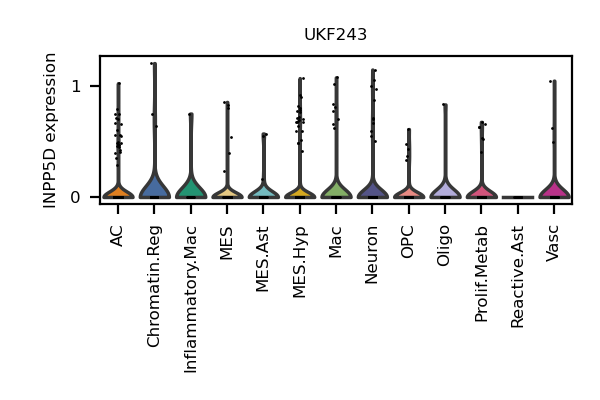 UKF243
INPP5D expression
1
0
AC
Chromatin.Reg
Inflammatory.Mac
MES
MES.Ast
MES.Hyp
Mac
Neuron
OPC
Oligo
Prolif.Metab
Reactive.Ast
Vasc